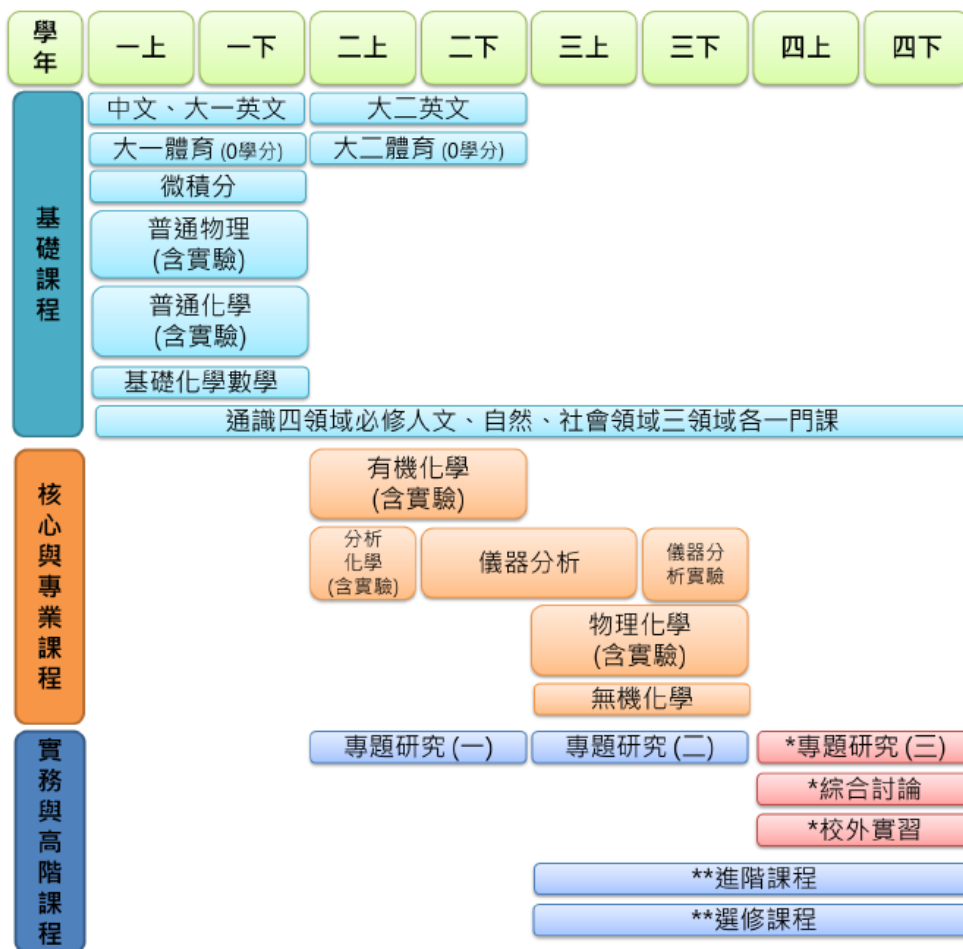 學年
一上
一下
二上
二下
三上
三下
四上
四下
基礎課程
中文、大一英文
大二英文
大一體育 (0學分)
大二體育 (0學分)
微積分
普通物理
(含實驗)
普通化學
(含實驗)
基礎化學數學
通識四領域必修人文、自然、社會領域三領域各一門課
核心與專業課程
有機化學
(含實驗)
分析
化學
(含實驗)
儀器分析
儀器分
析實驗
物理化學
(含實驗)
無機化學
實務與高階課程
專題研究 (一)
專題研究 (二)
*專題研究 (三)
*綜合討論
*校外實習
**進階課程
**選修課程